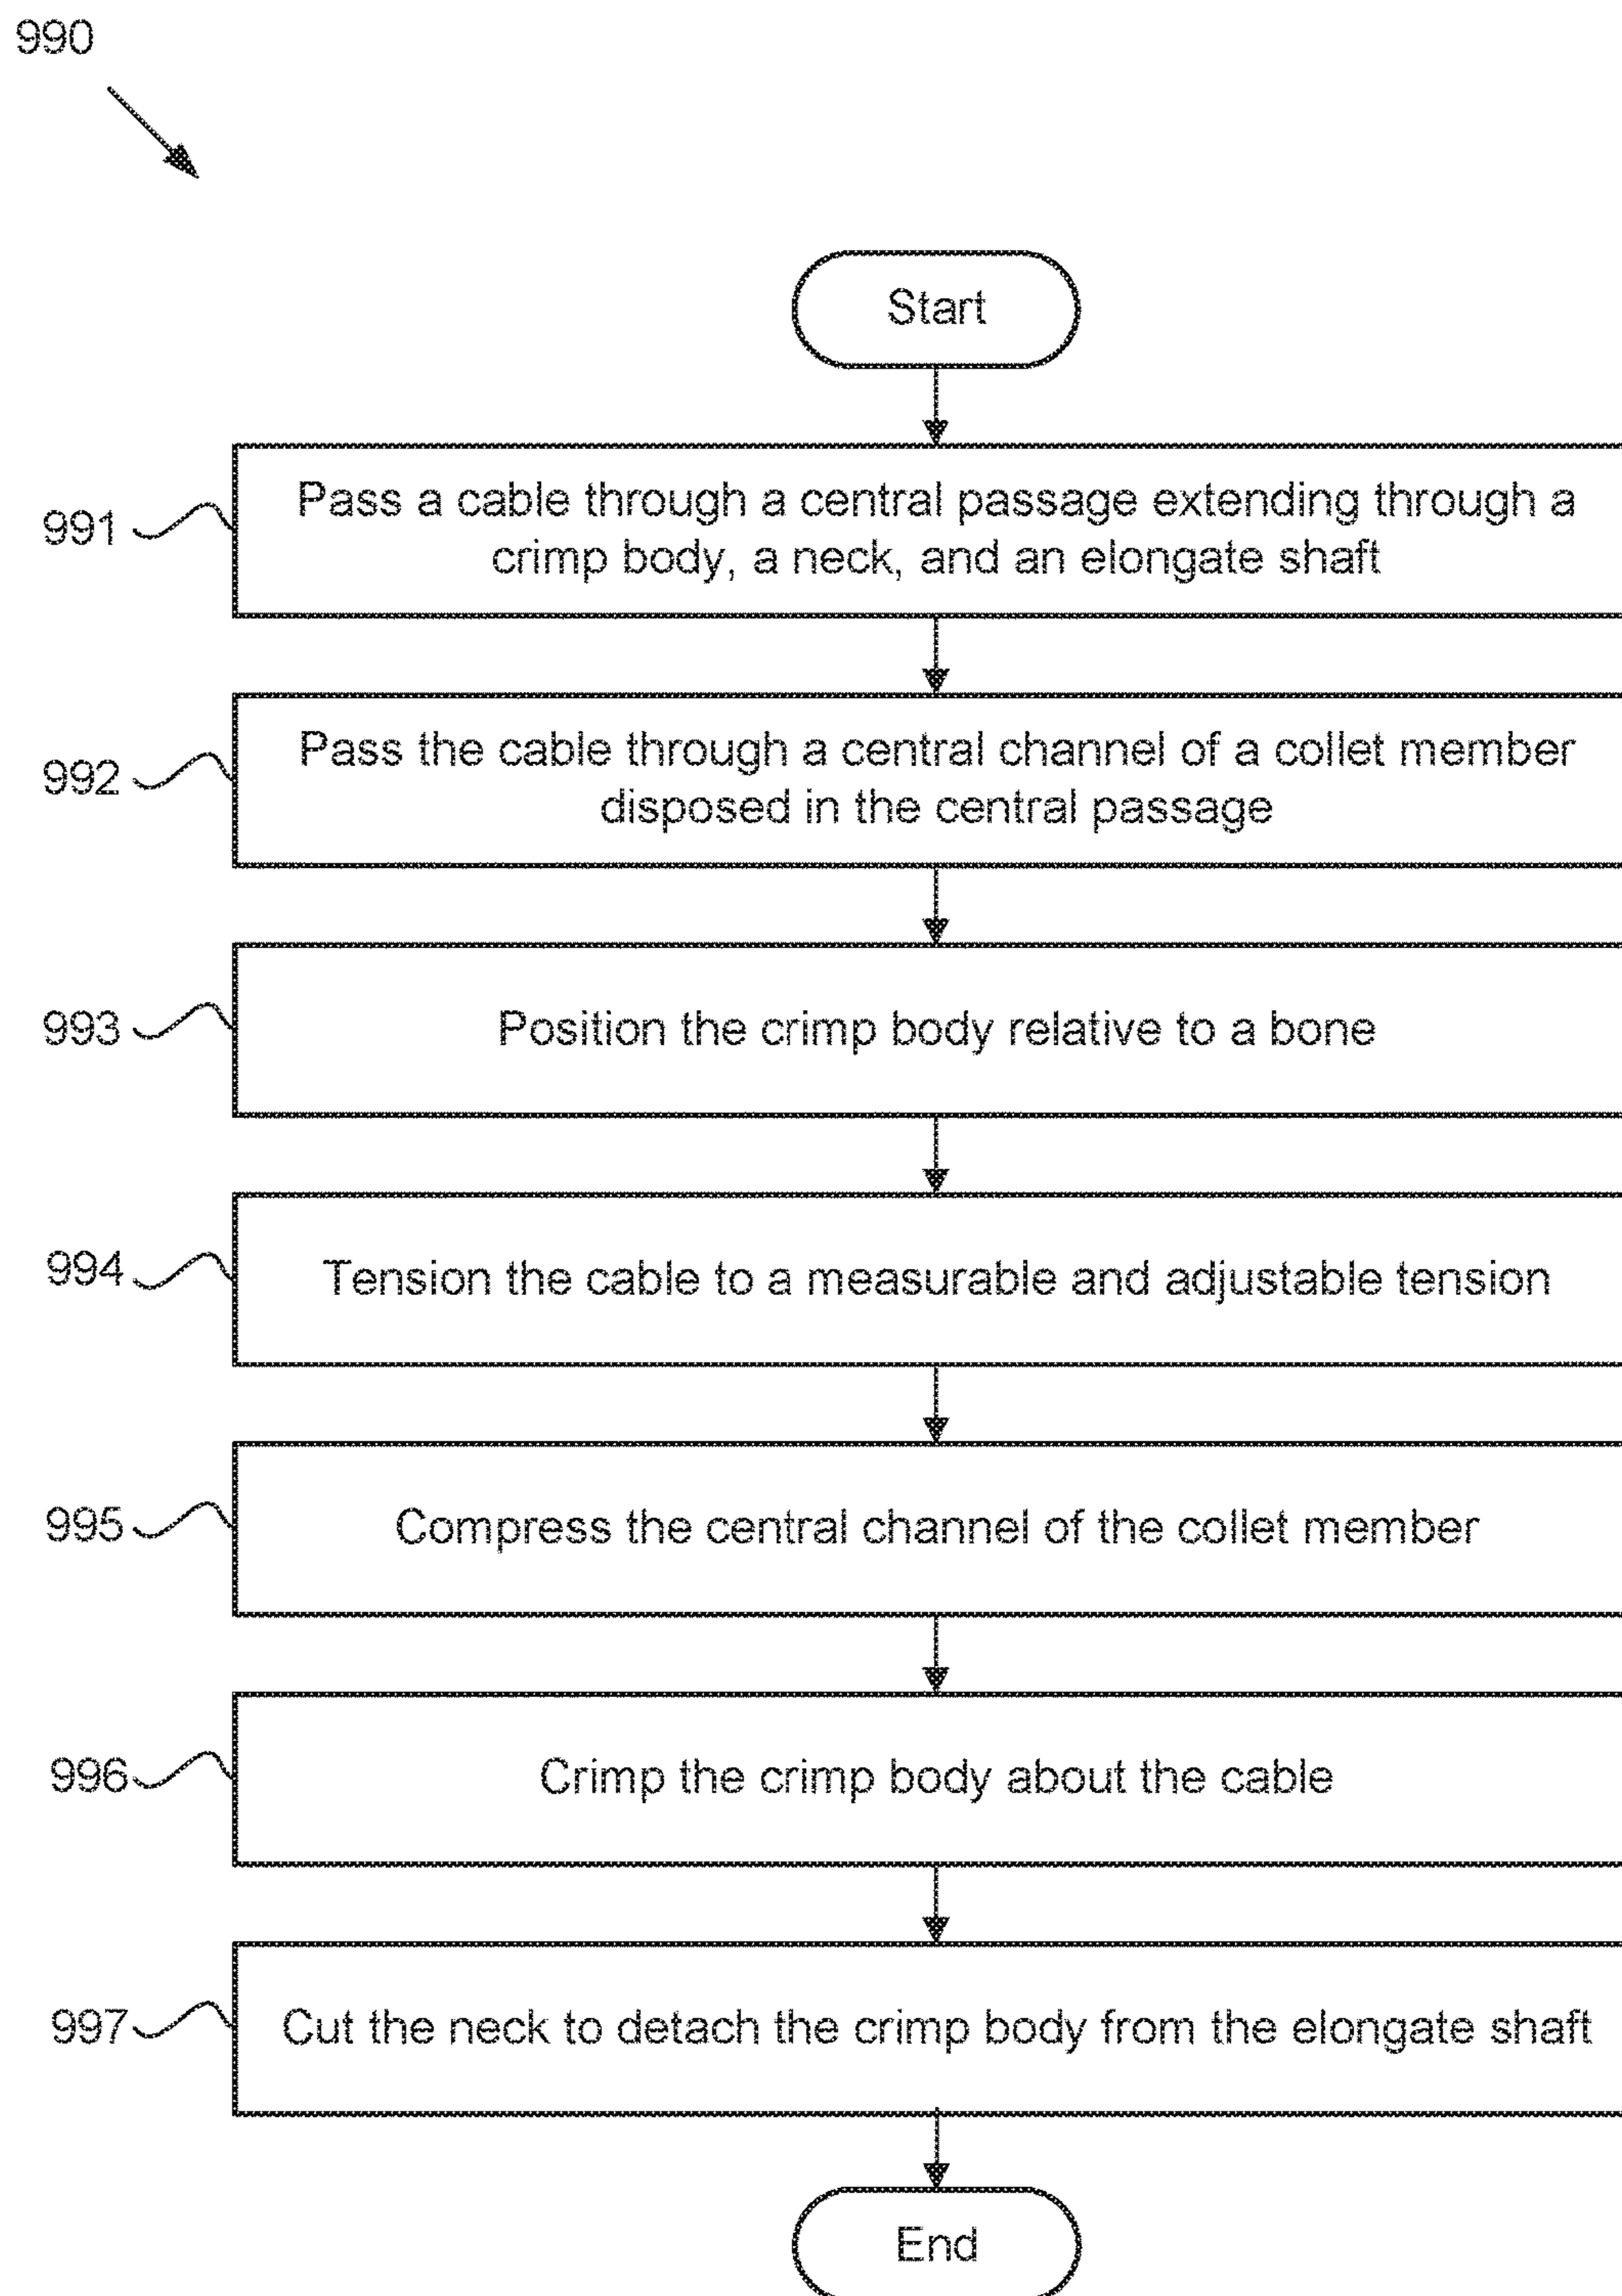 990
Start
991
Pass a cable through a central passage extending through a
crimp body, a neck, and an elongate shaft
992
Pass the cable through a central channel of a collet member
disposed in the central passage
993
Position the crimp body relative to a bone
994
Tension the cable to a measurable and adjustable tension
995
Compress the central channel of the collet member
996
Crimp the crimp body about the cable
997
Cut the neck to detach the crimp body from the elongate shaft
End